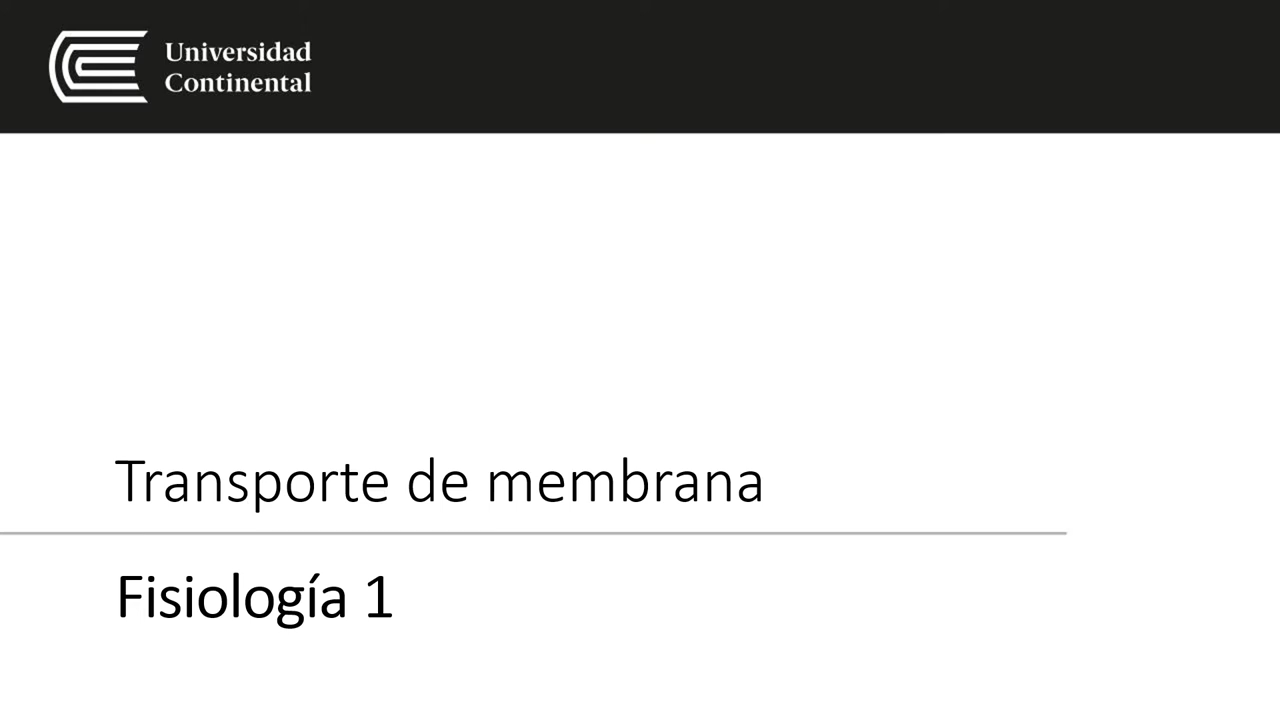 Universidad
Continental
Transporte de membrana
Fisiología 1